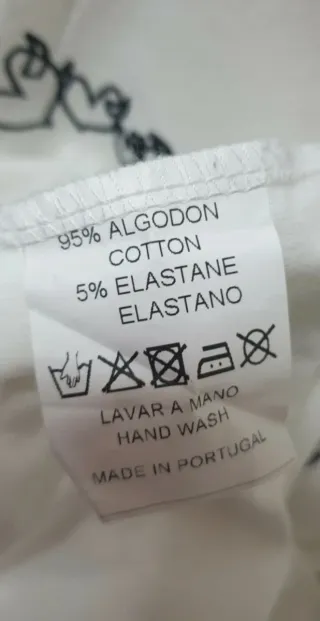 95% ALGODON
COTTON
5% ELASTANE
ELASTANO
LAVAR A MANO
HAND WASH
MADE IN PORTUGAL